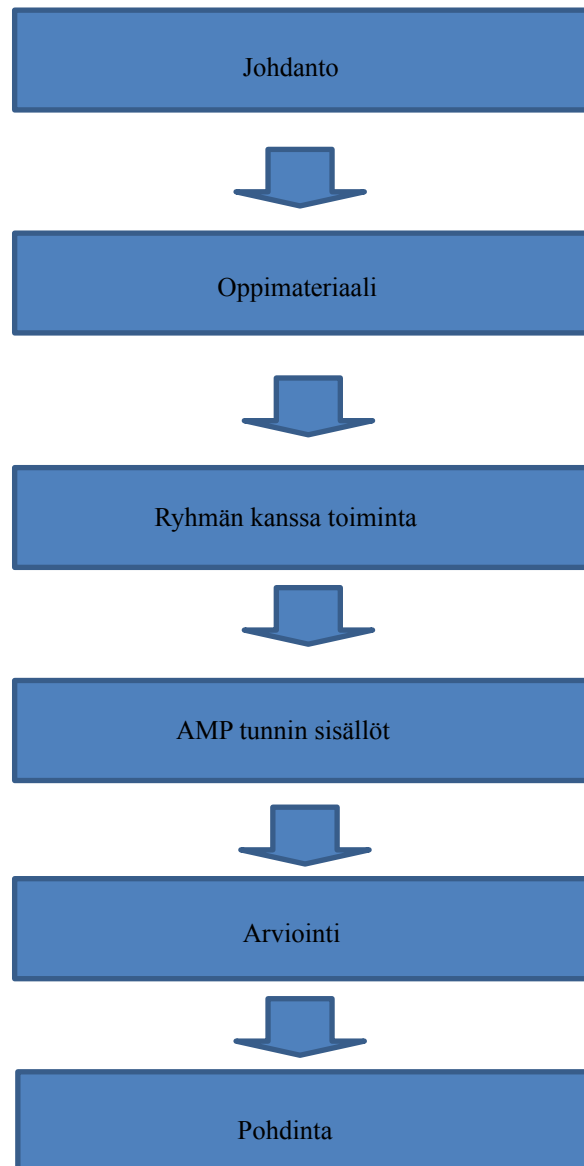 Johdanto
Oppimateriaali
Ryhmän kanssa toiminta
AMP tunnin sisällöt
Arviointi
Pohdinta